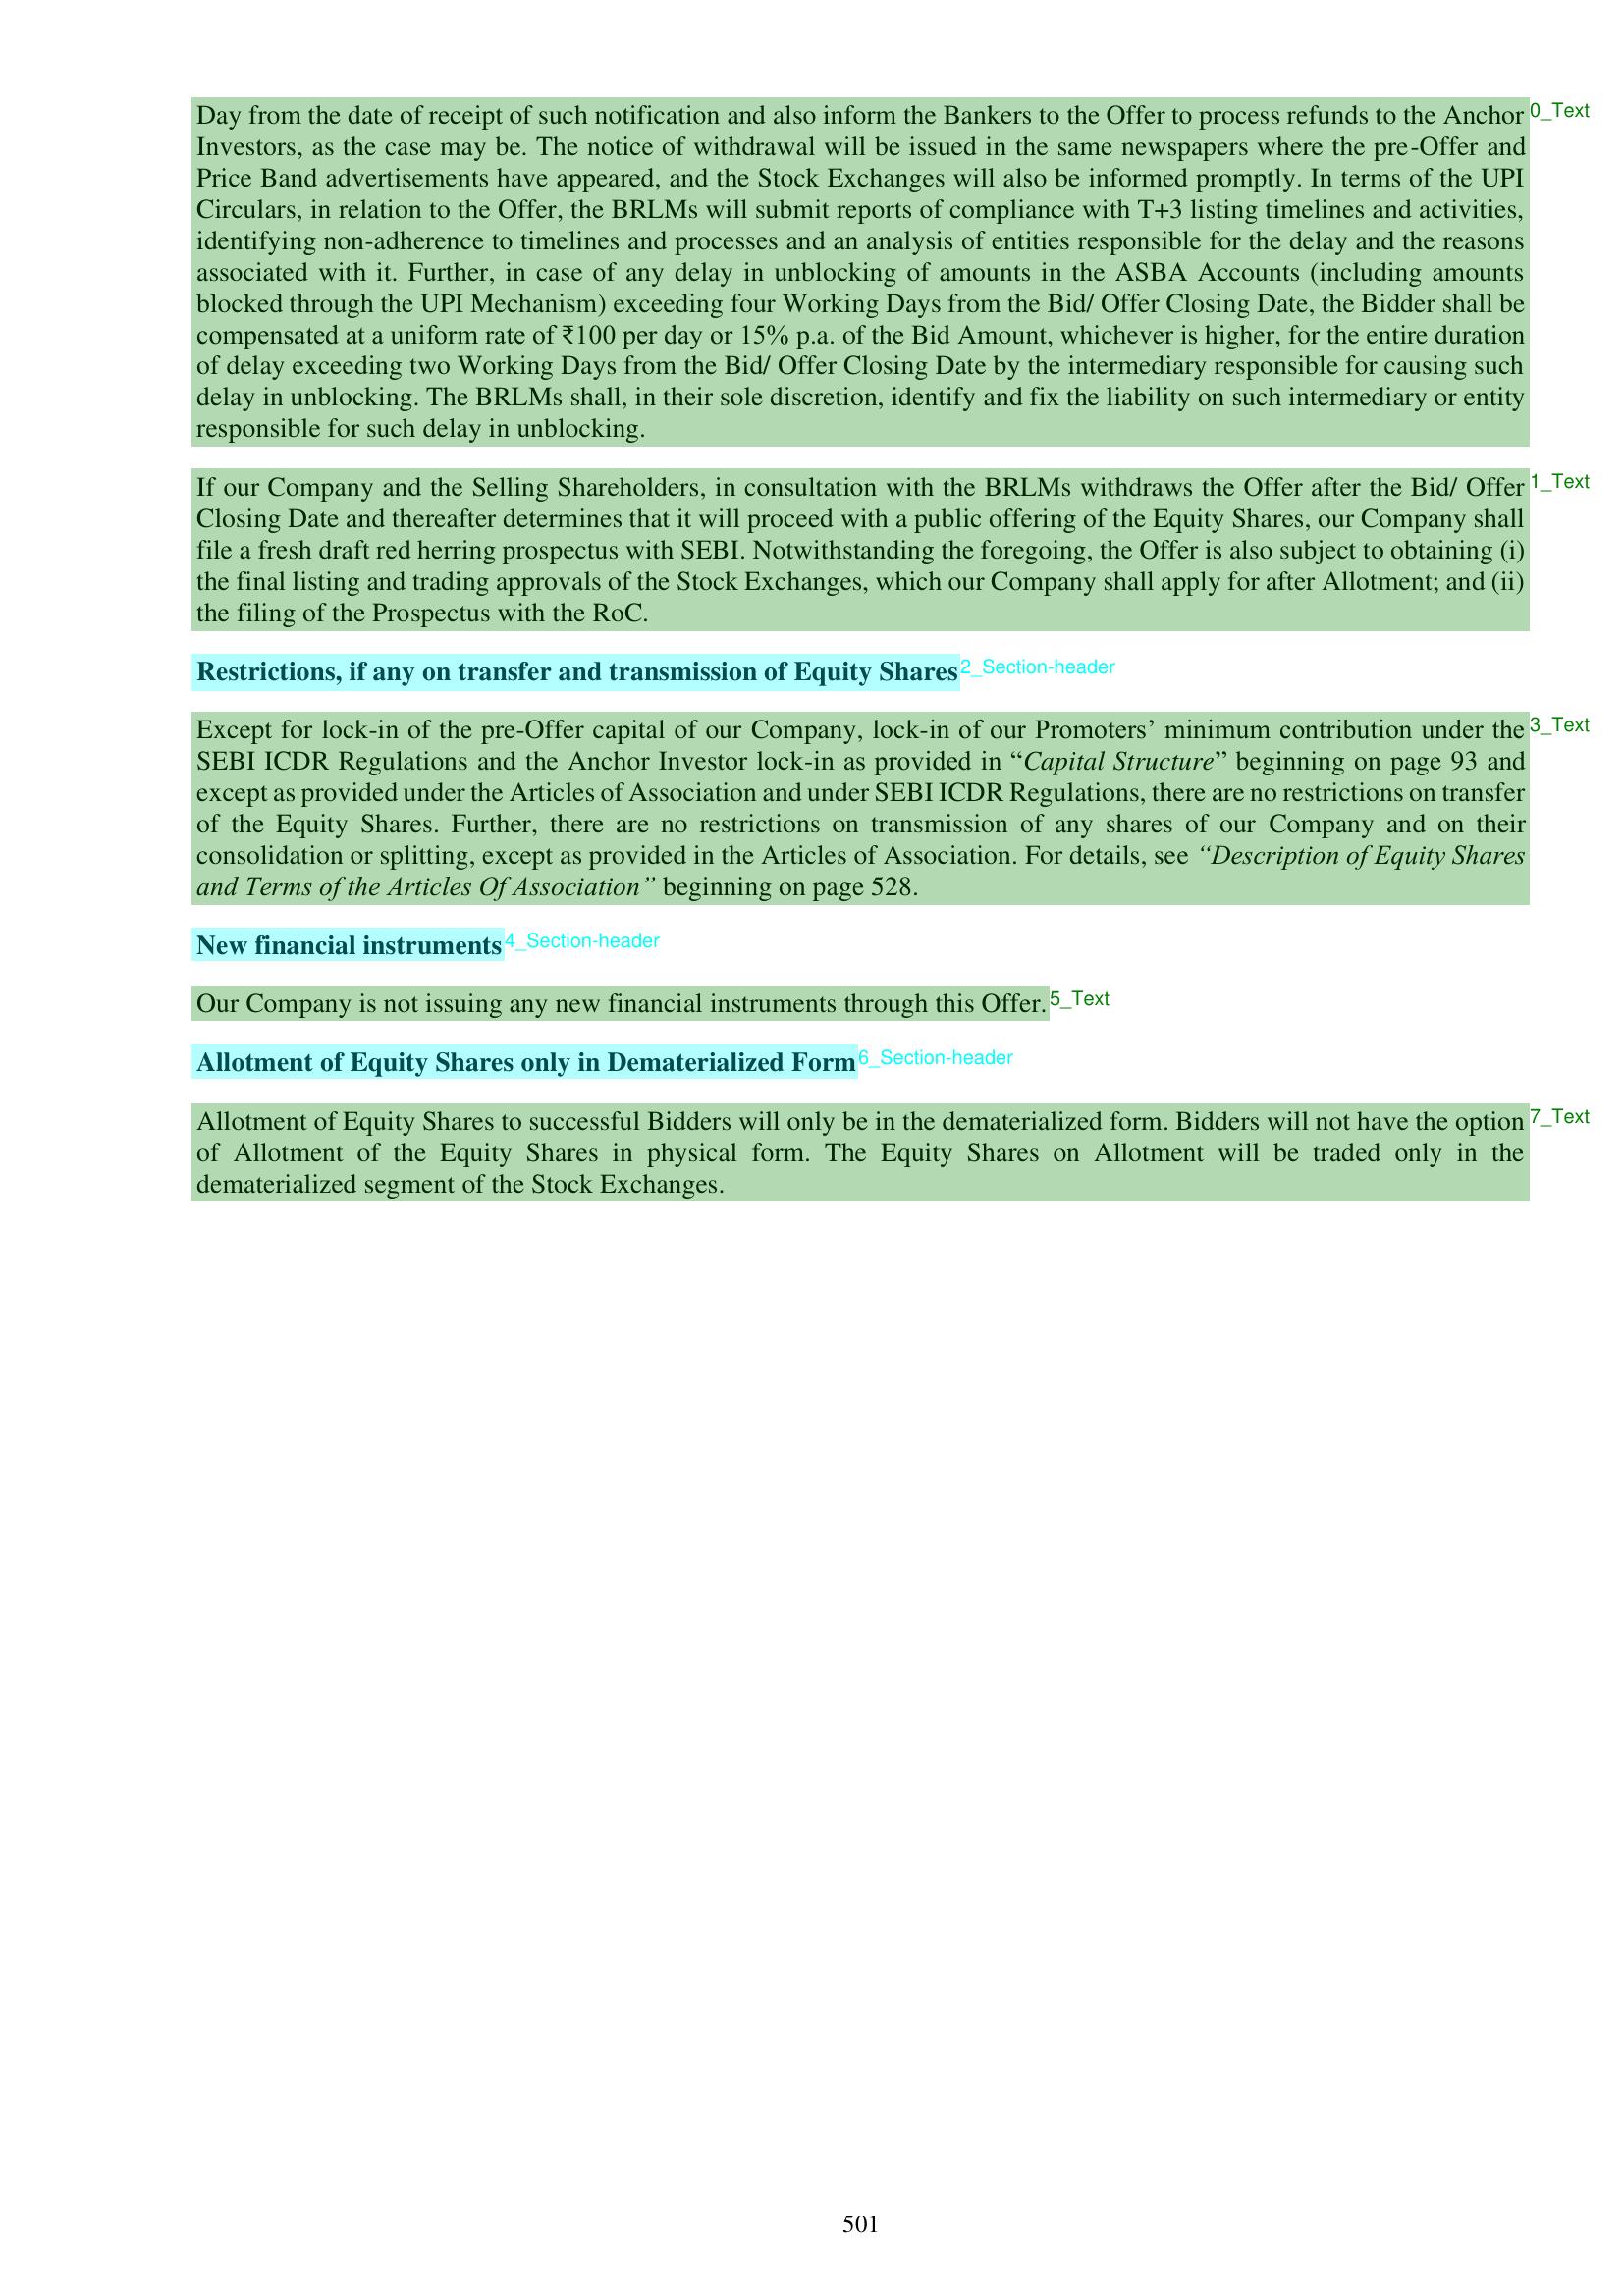 Day from the date of receipt of such notification and also inform the Bankers to the Offer to process refunds to the Anchor 0_Text
Investors, as the case may be. The notice of withdrawal will be issued in the same newspapers where the pre-Offer and
Price Band advertisements have appeared, and the Stock Exchanges will also be informed promptly. In terms of the UPI
Circulars, in relation to the Offer, the BRLMs will submit reports of compliance with T+3 listing timelines and activities,
identifying non-adherence to timelines and processes and an analysis of entities responsible for the delay and the reasons
associated with it. Further, in case of any delay in unblocking of amounts in the ASBA Accounts (including amounts
blocked through the UPI Mechanism) exceeding four Working Days from the Bid/ Offer Closing Date, the Bidder shall be
compensated at a uniform rate of ₹100 per day or 15% p.a. of the Bid Amount, whichever is higher, for the entire duration
of delay exceeding two Working Days from the Bid/ Offer Closing Date by the intermediary responsible for causing such
delay in unblocking. The BRLMs shall, in their sole discretion, identify and fix the liability on such intermediary or entity
responsible for such delay in unblocking.
If our Company and the Selling Shareholders, in consultation with the BRLMs withdraws the Offer after the Bid/ Offer 1_Text
Closing Date and thereafter determines that it will proceed with a public offering of the Equity Shares, our Company shall
file a fresh draft red herring prospectus with SEBI. Notwithstanding the foregoing, the Offer is also subject to obtaining (i)
the final listing and trading approvals of the Stock Exchanges, which our Company shall apply for after Allotment; and (ii)
the filing of the Prospectus with the RoC.
Restrictions, if any on transfer and transmission of Equity Shares 2_Section-header
Except for lock-in of the pre-Offer capital of our Company, lock-in of our Promoters’ minimum contribution under the 3_Text
SEBI ICDR Regulations and the Anchor Investor lock-in as provided in “Capital Structure” beginning on page 93 and
except as provided under the Articles of Association and under SEBI ICDR Regulations, there are no restrictions on transfer
of the Equity Shares. Further, there are no restrictions on transmission of any shares of our Company and on their
consolidation or splitting, except as provided in the Articles of Association. For details, see “Description of Equity Shares
and Terms of the Articles Of Association” beginning on page 528.
New financial instruments 4_Section-header
Our Company is not issuing any new financial instruments through this Offer. 5_Text
Allotment of Equity Shares only in Dematerialized Form 6_Section-header
Allotment of Equity Shares to successful Bidders will only be in the dematerialized form. Bidders will not have the option 7_Text
of Allotment of the Equity Shares in physical form. The Equity Shares on Allotment will be traded only in the
dematerialized segment of the Stock Exchanges.
501